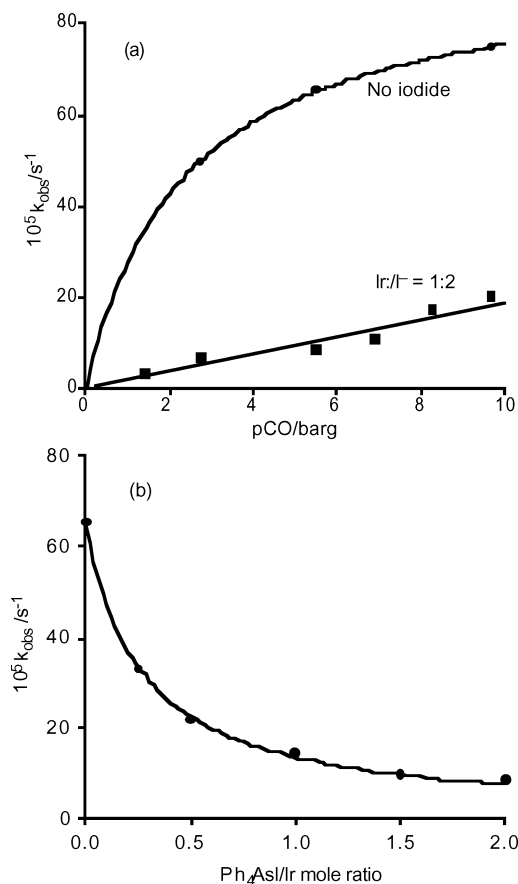 80
(a)
No iodide
60
10⁵kobs/s⁻¹
40
Ir:/I⁻ = 1:2
20
0
0 2 4 6 8 10
pCO/barg
80
(b)
60
10⁵kobs/s⁻¹
40
20
0
0.0 0.5 1.0 1.5 2.0
Ph₄AsI/Ir mole ratio